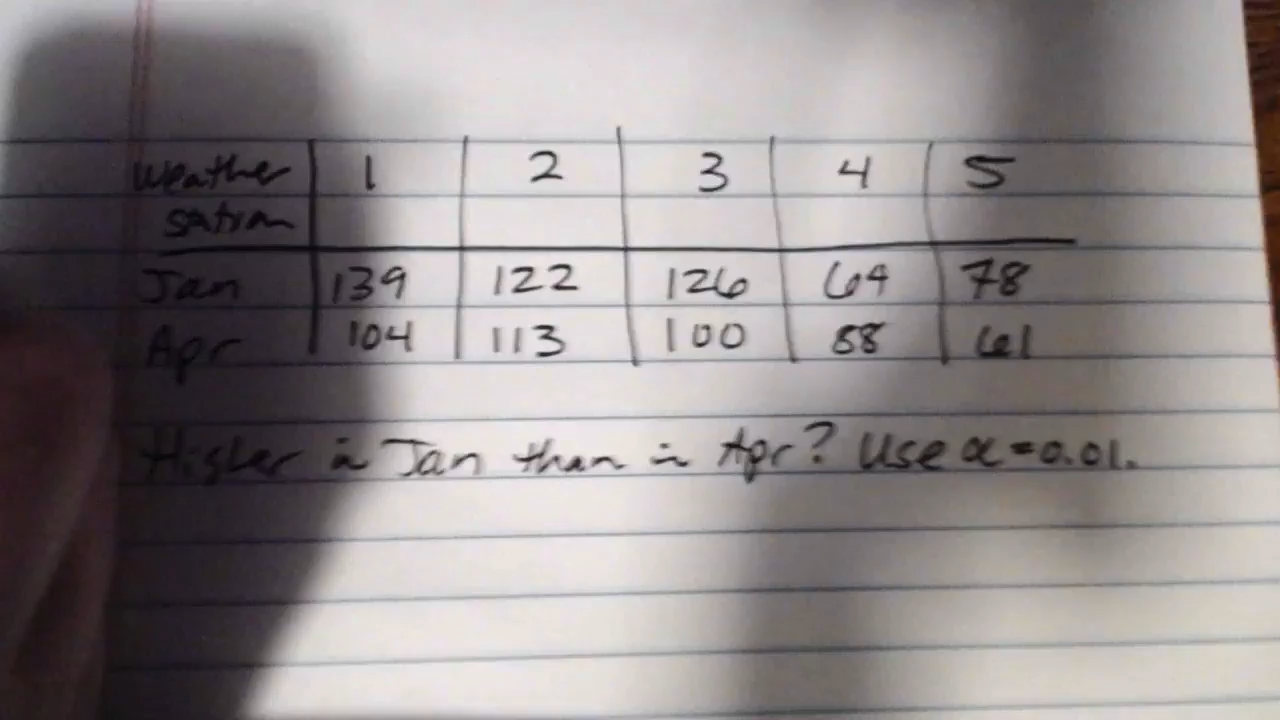 Weather 1 2 3 4 5
station
Jan 139 122 126 64 78
Apr 104 113 100 88 61
Higher in Jan than in Apr? Use α = 0.01.